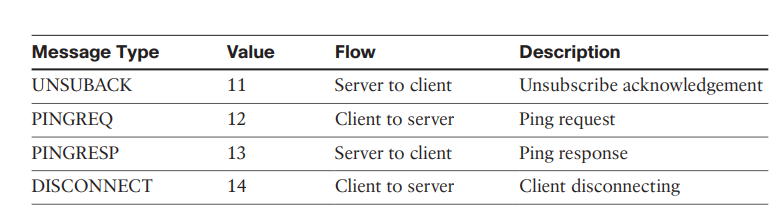 Message Type Value Flow Description
UNSUBACK 11 Server to client Unsubscribe acknowledgement
PINGREQ 12 Client to server Ping request
PINGRESP 13 Server to client Ping response
DISCONNECT 14 Client to server Client disconnecting